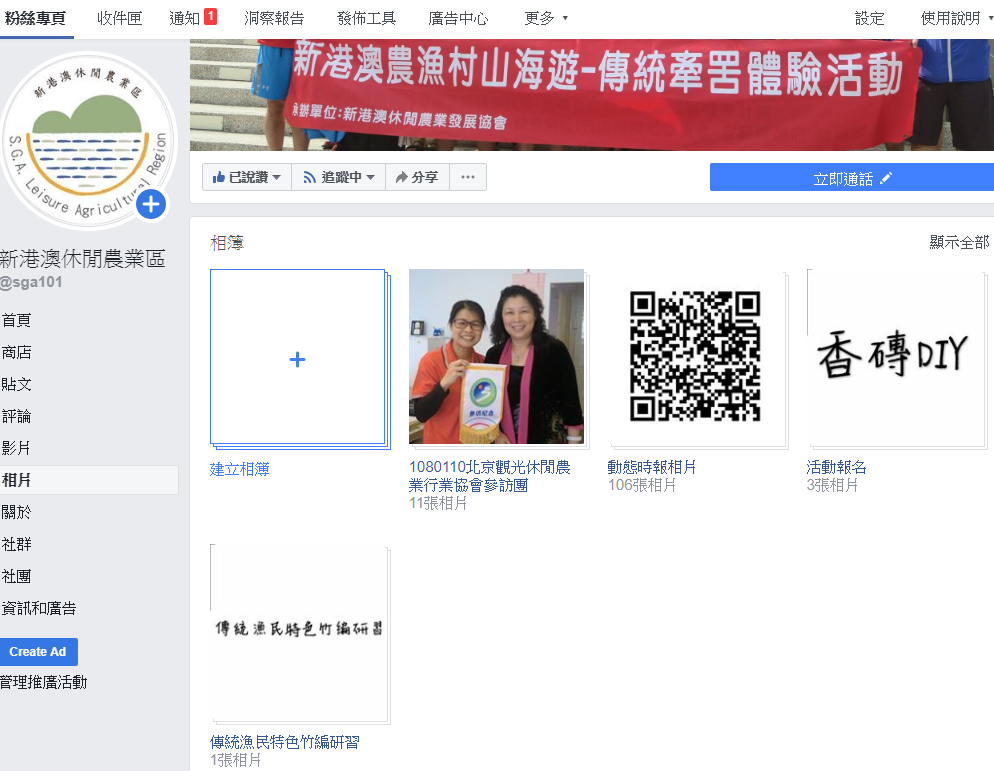 粉絲專頁 收件匣 通知 1 洞察報告 發佈工具 廣告中心 更多 設定 使用說明
新港澳休閒農業區
S.G.A. Leisure Agricultural Region
新港澳農漁村山海遊-傳統牽罟體驗活動
承辦單位:新港澳休閒農業發展協會
已說讚 追蹤中 分享 ... 立即通話
新港澳休閒農業區
@sga101
首頁
商店
貼文
評論
影片
相片
關於
社群
社團
資訊和廣告
Create Ad
管理推廣活動
相簿 顯示全部
建立相簿
參訪紀念
1080110北京觀光休閒農
業行業協會參訪團
11張相片
動態時報相片
106張相片
香磚DIY
活動報名
3張相片
傳統漁民特色竹編研習
傳統漁民特色竹編研習
1張相片